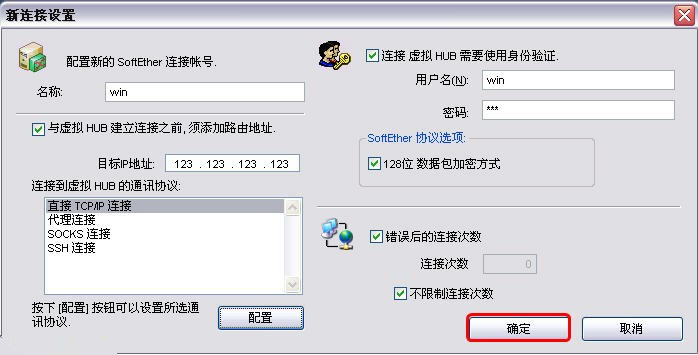 新连接设置
配置新的 SoftEther 连接帐号.
名称:
win
与虚拟 HUB 建立连接之前, 须添加路由地址.
目标IP地址:
123 . 123 . 123 . 123
连接到虚拟 HUB 的通讯协议:
直接 TCP/IP 连接
代理连接
SOCKS 连接
SSH 连接
按下 [配置] 按钮可以设置所选通
讯协议.
配置
连接 虚拟 HUB 需要使用身份验证.
用户名(N):
win
密码:
***
SoftEther 协议选项:
128位 数据包加密方式
错误后的连接次数
连接次数
0
不限制连接次数
确定
取消